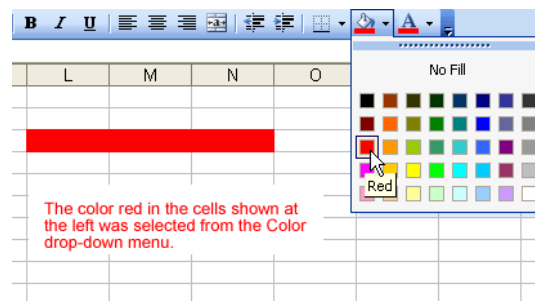 B I U A
No Fill
L M N O
Red
The color red in the cells shown at
the left was selected from the Color
drop-down menu.